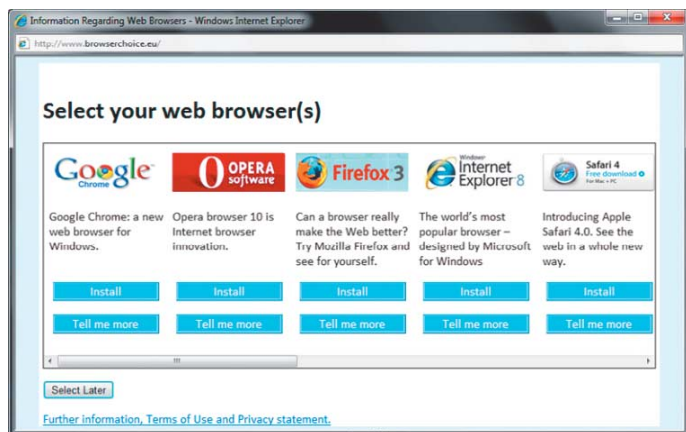 Information Regarding Web Browsers - Windows Internet Explorer
http://www.browserchoice.eu/
Select your web browser(s)
Google Chrome
OPERA software
Firefox 3
Windows Internet Explorer 8
Safari 4 Free download For Mac + PC
Google Chrome: a new
web browser for
Windows.
Opera browser 10 is
Internet browser
innovation.
Can a browser really
make the Web better?
Try Mozilla Firefox and
see for yourself.
The world's most
popular browser –
designed by Microsoft
for Windows
Introducing Apple
Safari 4.0. See the
web in a whole new
way.
Install Install Install Install Install
Tell me more Tell me more Tell me more Tell me more Tell me more
Select Later
Further information, Terms of Use and Privacy statement.